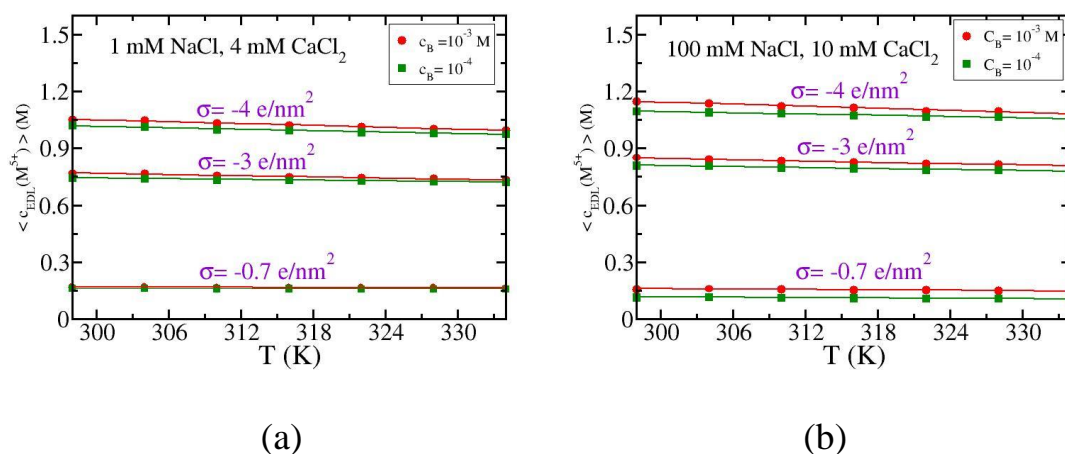 1 mM NaCl, 4 mM CaCl₂
c_B =10⁻³ M
c_B= 10⁻⁴
σ= -4 e/nm²
σ= -3 e/nm²
σ= -0.7 e/nm²
< c_EDL(M⁵⁺) > (M)
1.5
1.2
0.9
0.6
0.3
0
300 306 312 318 324 330
T (K)
(a)
100 mM NaCl, 10 mM CaCl₂
C_B= 10⁻³ M
C_B= 10⁻⁴
σ= -4 e/nm²
σ= -3 e/nm²
σ= -0.7 e/nm²
< c_EDL(M⁵⁺) > (M)
1.5
1.2
0.9
0.6
0.3
0
300 306 312 318 324 330
T (K)
(b)